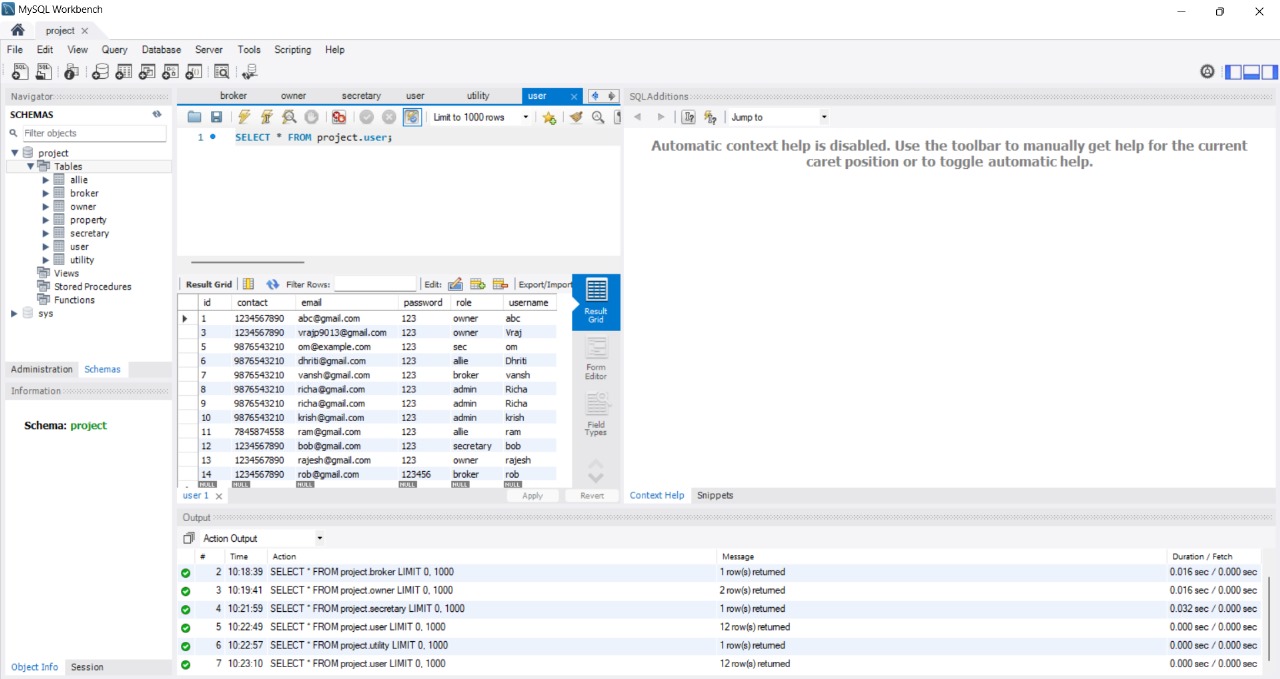 MySQL Workbench
project
File Edit View Query Database Server Tools Scripting Help
Navigator
SCHEMAS
Filter objects
project
Tables
allie
broker
owner
property
secretary
user
utility
Views
Stored Procedures
Functions
sys
Administration Schemas
Information
Schema: project
Object Info Session
broker owner secretary user utility user
Limit to 1000 rows
1 SELECT * FROM project.user;
Result Grid Filter Rows: Edit: Export/Import
id contact email password role username
1 1234567890 abc@gmail.com 123 owner abc
3 1234567890 vrajp9013@gmail.com 123 owner Vraj
5 9876543210 om@example.com 123 sec om
6 9876543210 dhriti@gmail.com 123 allie Dhriti
7 9876543210 vansh@gmail.com 123 broker vansh
8 9876543210 richa@gmail.com 123 admin Richa
9 9876543210 richa@gmail.com 123 admin Richa
10 9876543210 krish@gmail.com 123 admin krish
11 7845874558 ram@gmail.com 123 allie ram
12 1234567890 bob@gmail.com 123 secretary bob
13 1234567890 rajesh@gmail.com 123 owner rajesh
14 1234567890 rob@gmail.com 123456 broker rob
NULL NULL NULL NULL NULL NULL
Result
Grid
Form
Editor
Field
Types
user 1 Apply Revert
SQLAdditions
Jump to
Automatic context help is disabled. Use the toolbar to manually get help for the current
caret position or to toggle automatic help.
Context Help Snippets
Output
Action Output
# Time Action Message Duration / Fetch
2 10:18:39 SELECT * FROM project.broker LIMIT 0, 1000 1 row(s) returned 0.016 sec / 0.000 sec
3 10:19:41 SELECT * FROM project.owner LIMIT 0, 1000 2 row(s) returned 0.016 sec / 0.000 sec
4 10:21:59 SELECT * FROM project.secretary LIMIT 0, 1000 1 row(s) returned 0.032 sec / 0.000 sec
5 10:22:49 SELECT * FROM project.user LIMIT 0, 1000 12 row(s) returned 0.000 sec / 0.000 sec
6 10:22:57 SELECT * FROM project.utility LIMIT 0, 1000 1 row(s) returned 0.000 sec / 0.000 sec
7 10:23:10 SELECT * FROM project.user LIMIT 0, 1000 12 row(s) returned 0.000 sec / 0.000 sec